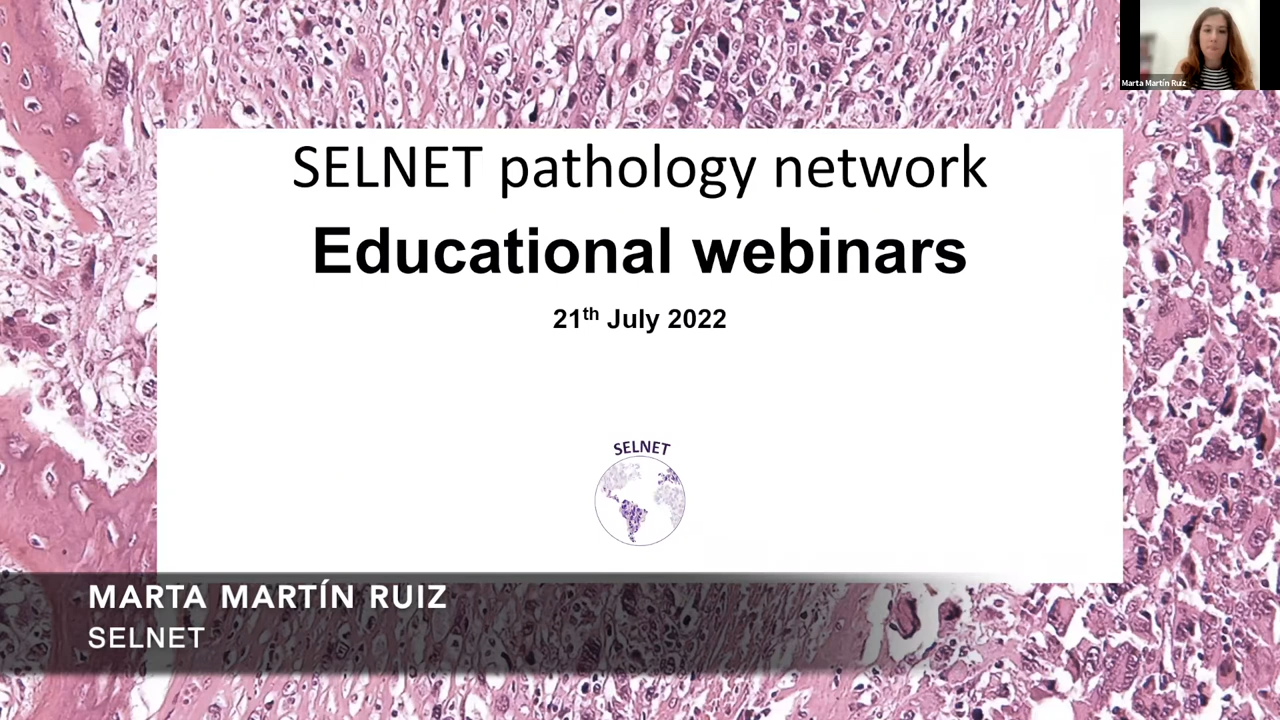 Marta Martín Ruiz
SELNET pathology network
Educational webinars
21th July 2022
SELNET
MARTA MARTÍN RUIZ
SELNET